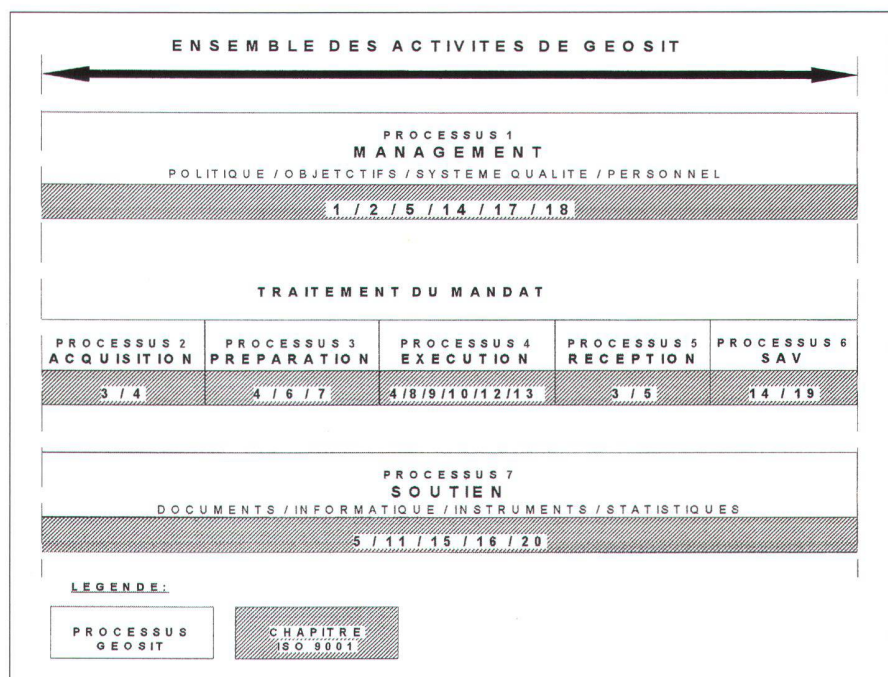 ENSEMBLE DES ACTIVITES DE GEOSIT
PROCESSUS 1
MANAGEMENT
POLITIQUE / OBJETCTIFS / SYSTEME QUALITE / PERSONNEL
1 / 2 / 5 / 14 / 17 / 18
TRAITEMENT DU MANDAT
PROCESSUS 2
ACQUISITION
3 / 4
PROCESSUS 3
PREPARATION
4 / 6 / 7
PROCESSUS 4
EXECUTION
4/8/9/10/12/13
PROCESSUS 5
RECEPTION
3 / 5
PROCESSUS 6
SAV
14 / 19
PROCESSUS 7
SOUTIEN
DOCUMENTS / INFORMATIQUE / INSTRUMENTS / STATISTIQUES
5 / 11 / 15 / 16 / 20
LEGENDE:
PROCESSUS
GEOSIT
CHAPITRE
ISO 9001